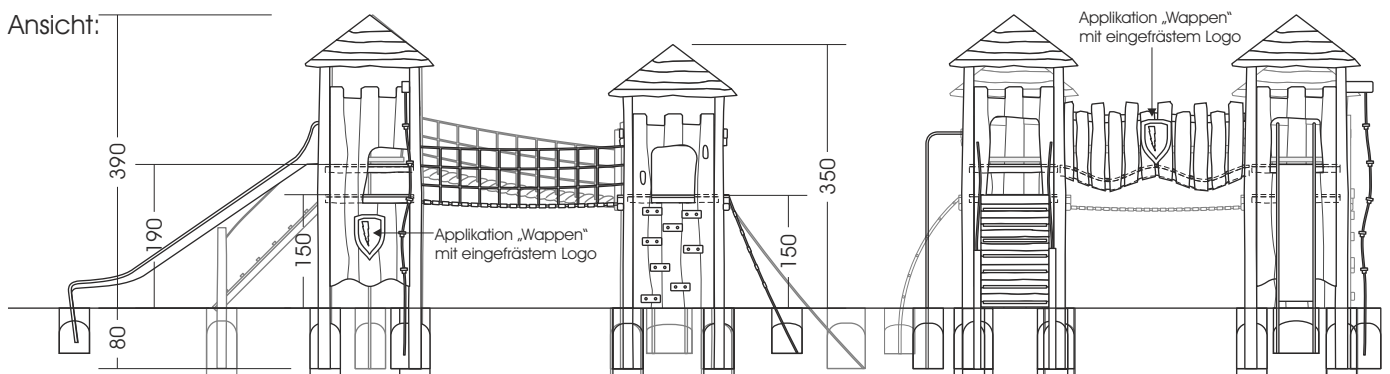 Ansicht:
390
80
190
150
Applikation „Wappen“
mit eingefrästem Logo
350
150
Applikation „Wappen“
mit eingefrästem Logo